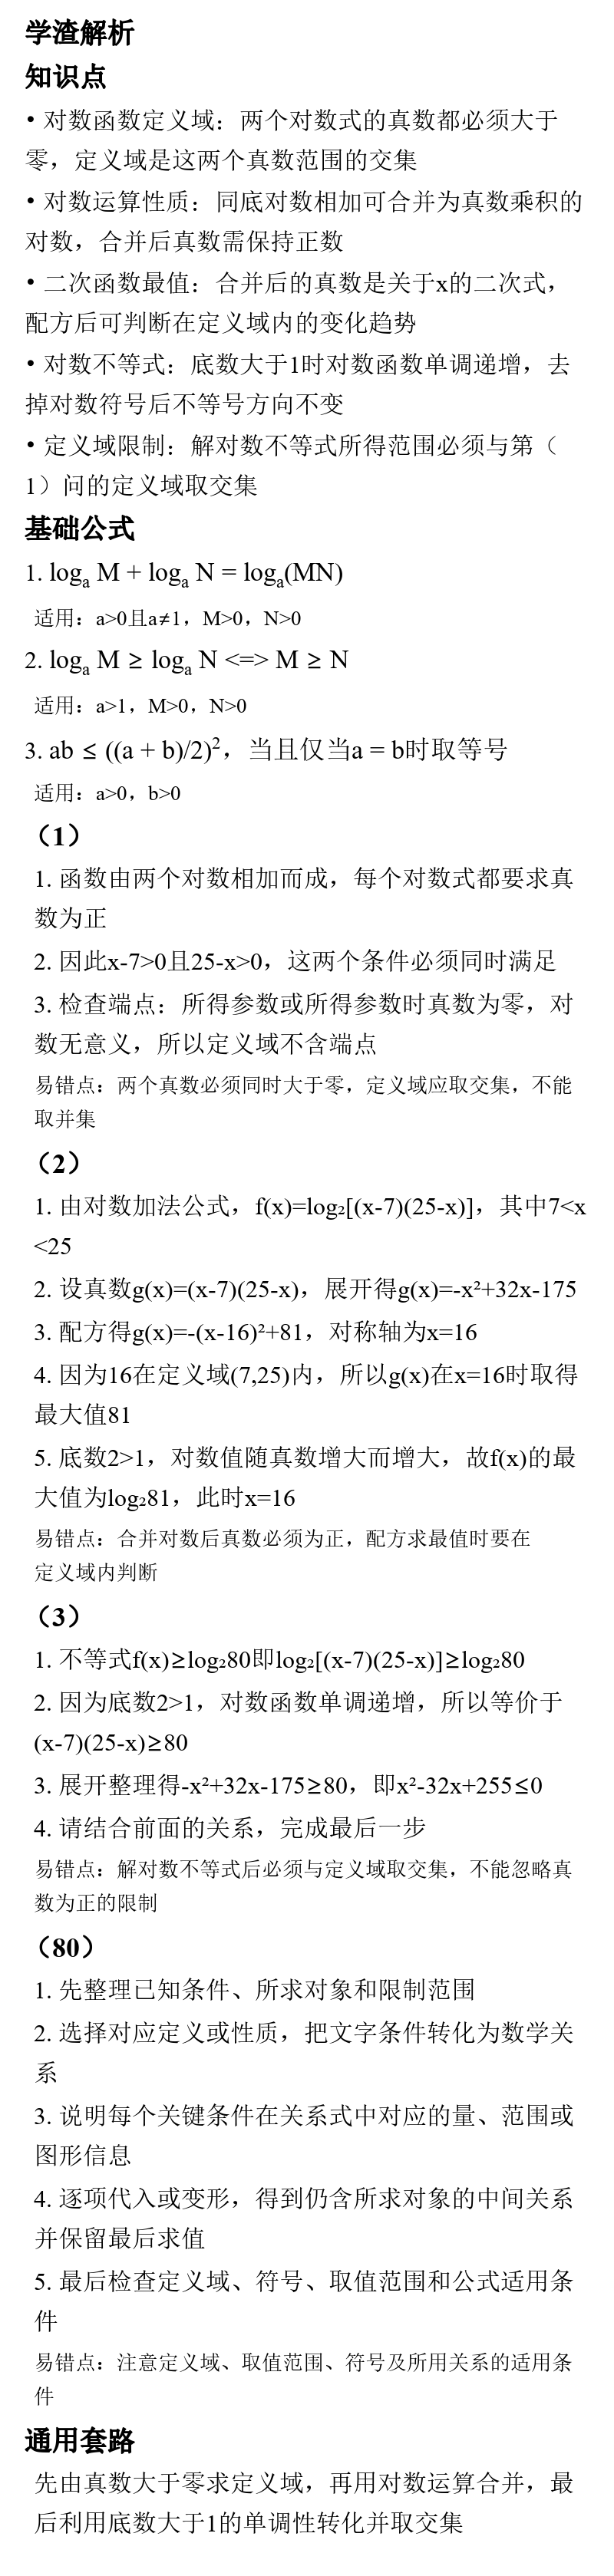 学渣解析
知识点
• 对数函数定义域：两个对数式的真数都必须大于
零，定义域是这两个真数范围的交集
• 对数运算性质：同底对数相加可合并为真数乘积的
对数，合并后真数需保持正数
• 二次函数最值：合并后的真数是关于x的二次式，
配方后可判断在定义域内的变化趋势
• 对数不等式：底数大于1时对数函数单调递增，去
掉对数符号后不等号方向不变
• 定义域限制：解对数不等式所得范围必须与第（
1）问的定义域取交集
基础公式
1. logₐ M + logₐ N = logₐ(MN)
适用：a>0且a≠1，M>0，N>0
2. logₐ M ≥ logₐ N <=> M ≥ N
适用：a>1，M>0，N>0
3. ab ≤ ((a + b)/2)²，当且仅当a = b时取等号
适用：a>0，b>0
（1）
1. 函数由两个对数相加而成，每个对数式都要求真
数为正
2. 因此x-7>0且25-x>0，这两个条件必须同时满足
3. 检查端点：所得参数或所得参数时真数为零，对
数无意义，所以定义域不含端点
易错点：两个真数必须同时大于零，定义域应取交集，不能
取并集
（2）
1. 由对数加法公式，f(x)=log₂[(x-7)(25-x)]，其中7<x
<25
2. 设真数g(x)=(x-7)(25-x)，展开得g(x)=-x²+32x-175
3. 配方得g(x)=-(x-16)²+81，对称轴为x=16
4. 因为16在定义域(7,25)内，所以g(x)在x=16时取得
最大值81
5. 底数2>1，对数值随真数增大而增大，故f(x)的最
大值为log₂81，此时x=16
易错点：合并对数后真数必须为正，配方求最值时要在
定义域内判断
（3）
1. 不等式f(x)≥log₂80即log₂[(x-7)(25-x)]≥log₂80
2. 因为底数2>1，对数函数单调递增，所以等价于
(x-7)(25-x)≥80
3. 展开整理得-x²+32x-175≥80，即x²-32x+255≤0
4. 请结合前面的关系，完成最后一步
易错点：解对数不等式后必须与定义域取交集，不能忽略真
数为正的限制
（80）
1. 先整理已知条件、所求对象和限制范围
2. 选择对应定义或性质，把文字条件转化为数学关
系
3. 说明每个关键条件在关系式中对应的量、范围或
图形信息
4. 逐项代入或变形，得到仍含所求对象的中间关系
并保留最后求值
5. 最后检查定义域、符号、取值范围和公式适用条
件
易错点：注意定义域、取值范围、符号及所用关系的适用条
件
通用套路
先由真数大于零求定义域，再用对数运算合并，最
后利用底数大于1的单调性转化并取交集